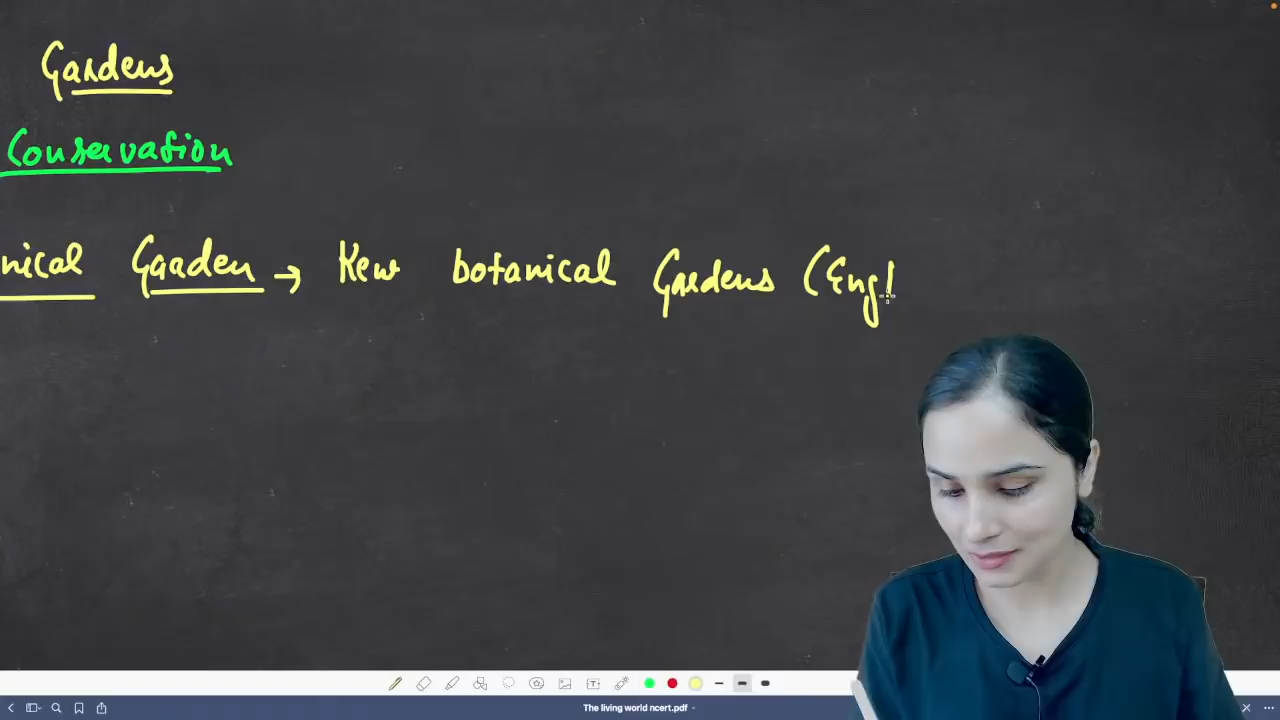 Gardens
Conservation
nical Garden → Kew botanical Gardens (Engl
The living world ncert.pdf